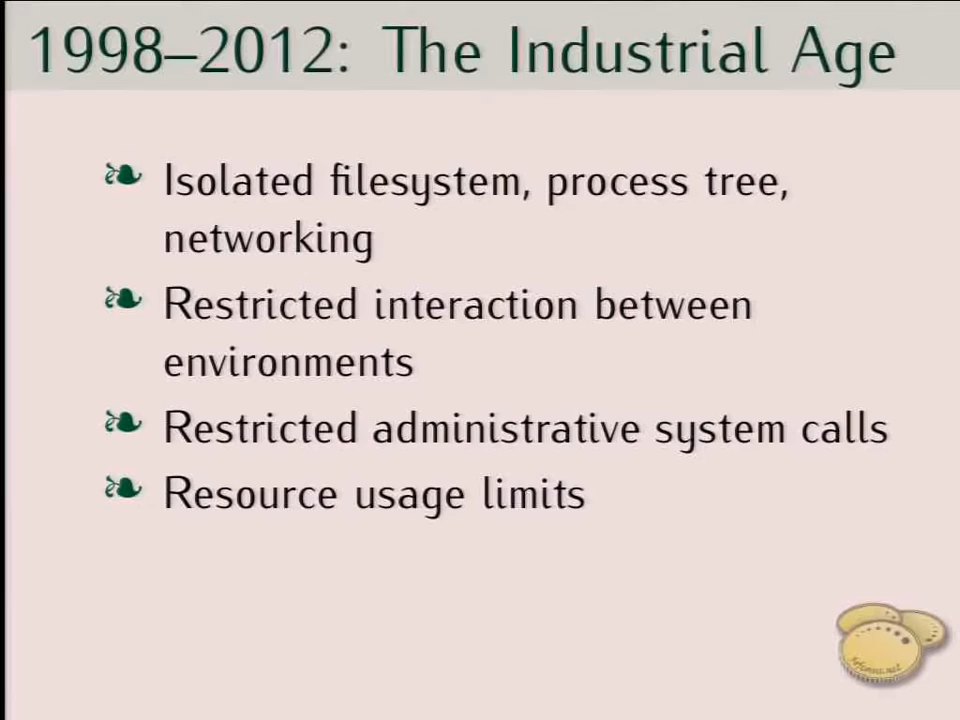 1998–2012: The Industrial Age
❧ Isolated filesystem, process tree,
networking
❧ Restricted interaction between
environments
❧ Restricted administrative system calls
❧ Resource usage limits